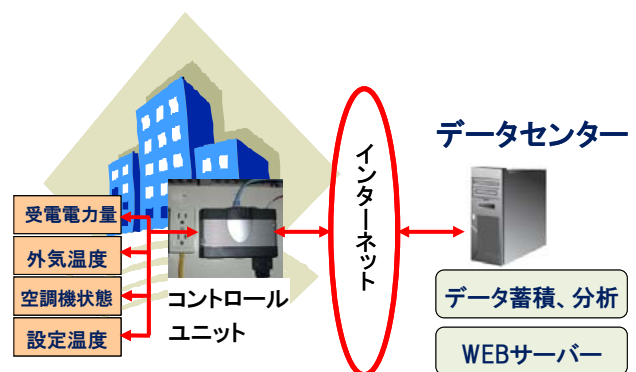 データセンター
インターネット
受電電力量
外気温度
空調機状態
設定温度
コントロール
ユニット
データ蓄積、分析
WEBサーバー